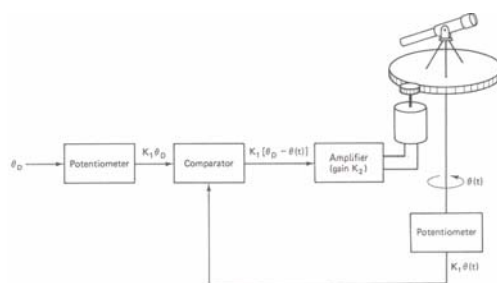 θD
Potentiometer
K1θD
Comparator
K1 [θD − θ(t)]
Amplifier
(gain K2)
θ(t)
Potentiometer
K1θ(t)